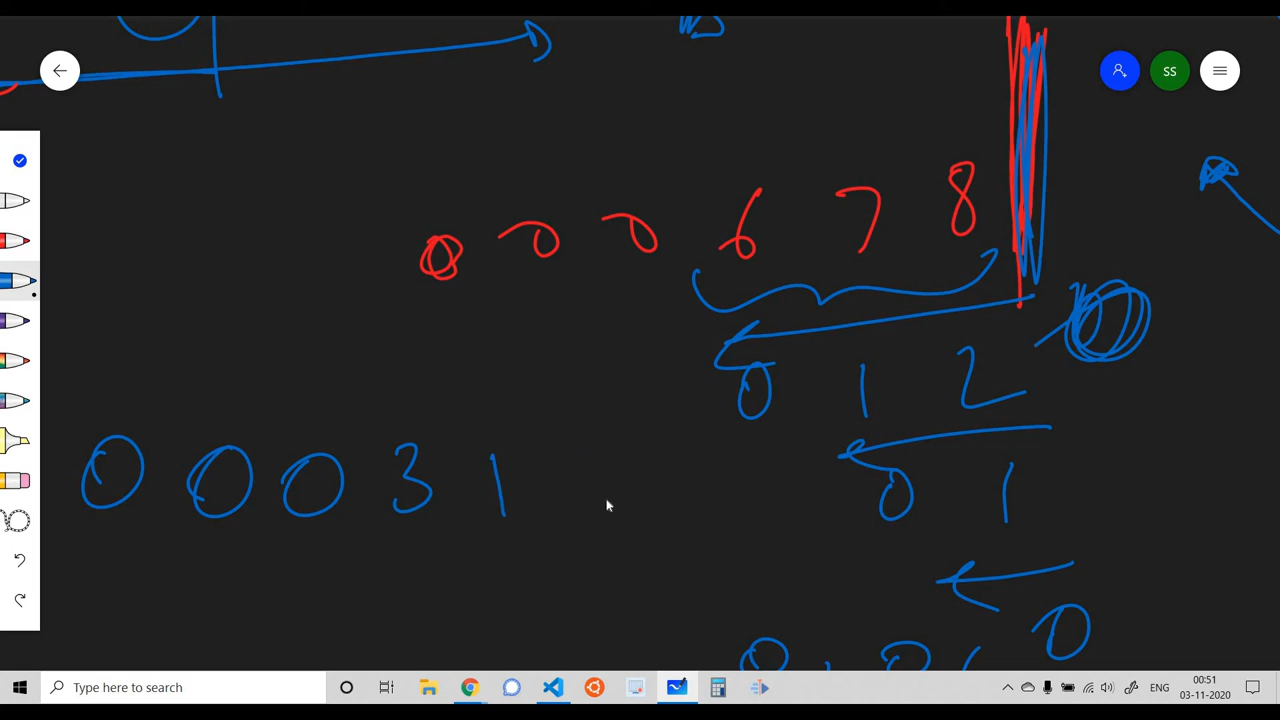 SS
0 0 0 6 7 8
0 1 2
0 0 0 3 1
0 1
0
Type here to search
ENG
00:51
03-11-2020